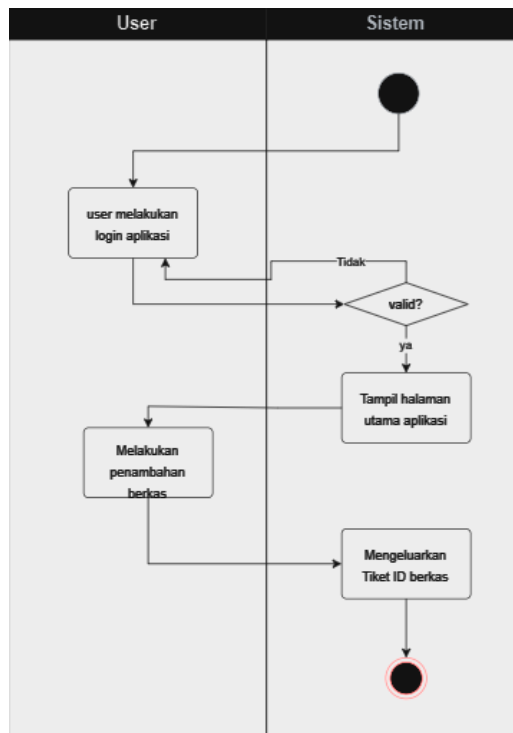 User
Sistem
user melakukan
login aplikasi
Tidak
valid?
ya
Tampil halaman
utama aplikasi
Melakukan
penambahan
berkas
Mengeluarkan
Tiket ID berkas